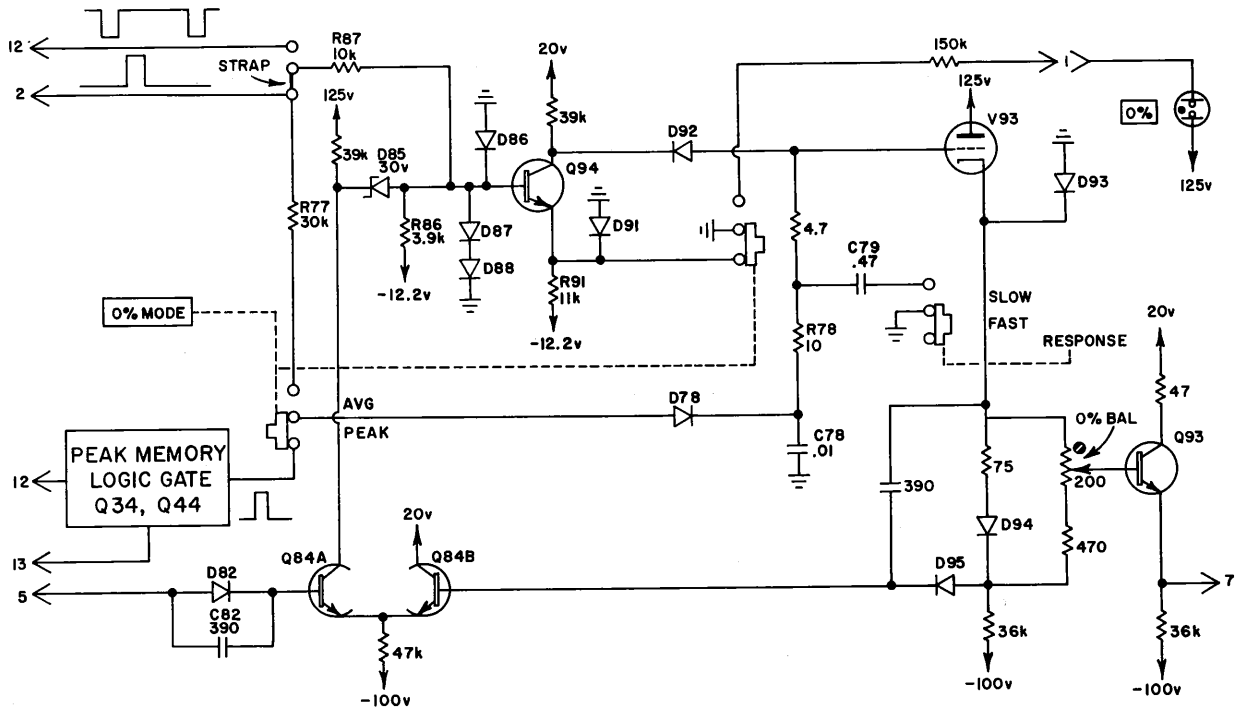 12
STRAP
2
R87
10k
125v
39k
D85
30v
D86
20v
39k
Q94
D92
150k
1
125v
V93
0%
125v
D93
R77
30k
R86
3.9k
-12.2v
D87
D88
D91
R91
11k
-12.2v
4.7
C79
.47
SLOW
FAST
RESPONSE
0% MODE
R78
10
20v
47
AVG
PEAK
D78
C78
.01
0% BAL
Q93
75
200
390
470
PEAK MEMORY
LOGIC GATE
Q34, Q44
12
13
5
D82
C82
390
Q84A
20v
Q84B
47k
-100v
D94
D95
36k
-100v
7
36k
-100v